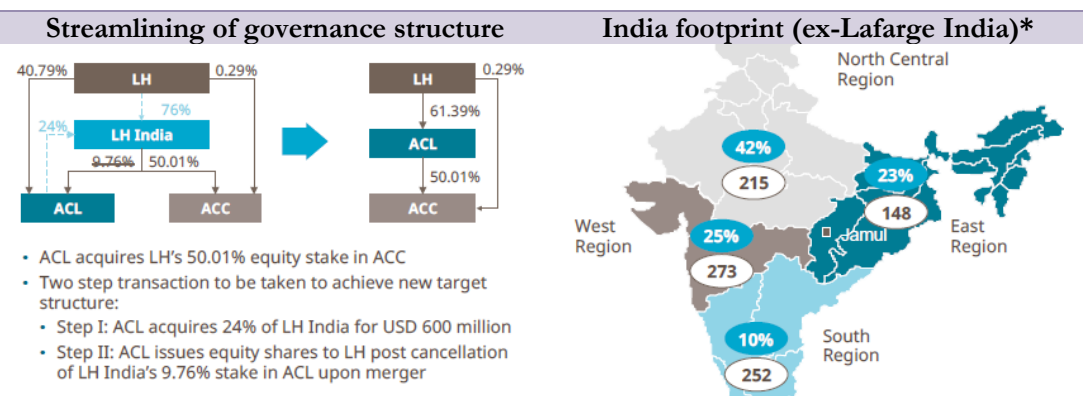 Streamlining of governance structure
India footprint (ex-Lafarge India)*
40.79%
LH
0.29%
76%
24%
LH India
9.76%
50.01%
ACL
ACC
LH
0.29%
61.39%
ACL
50.01%
ACC
• ACL acquires LH's 50.01% equity stake in ACC
• Two step transaction to be taken to achieve new target
structure:
• Step I: ACL acquires 24% of LH India for USD 600 million
• Step II: ACL issues equity shares to LH post cancellation
of LH India's 9.76% stake in ACL upon merger
North Central
Region
42%
215
23%
148
East
Region
Jamul
West
Region
25%
273
South
Region
10%
252